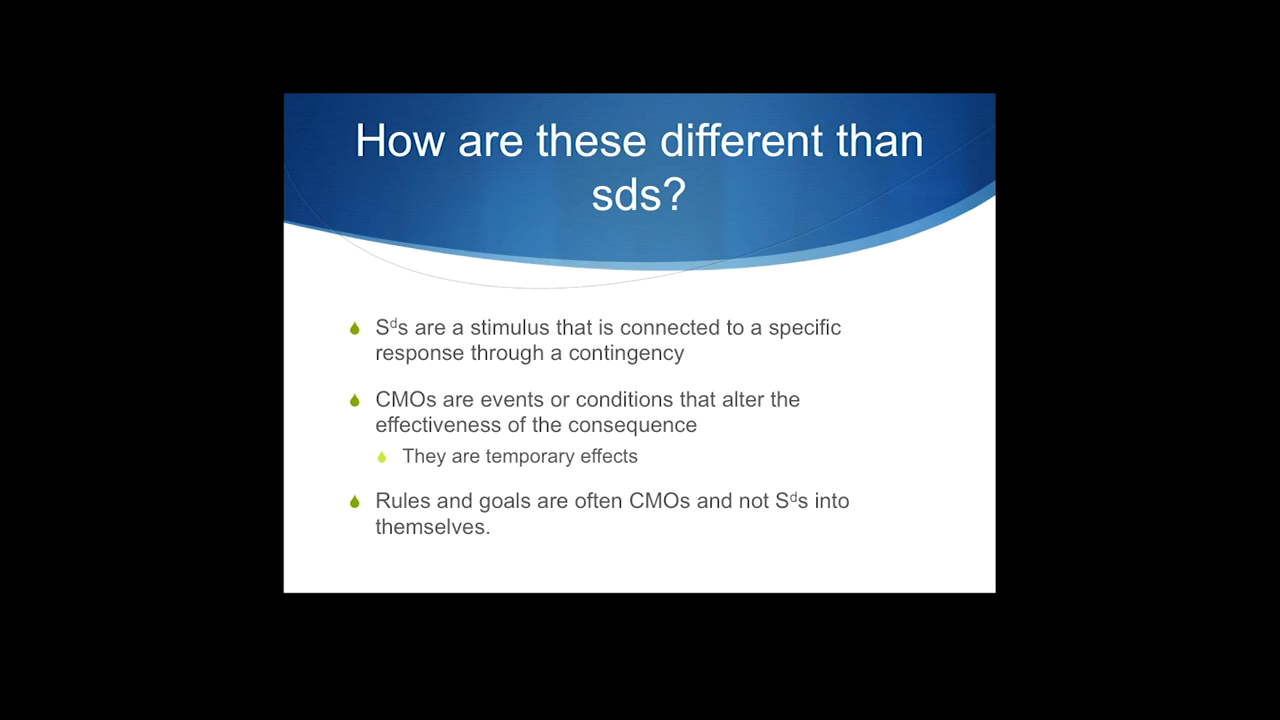 How are these different than
sds?
Sᵈs are a stimulus that is connected to a specific
response through a contingency
CMOs are events or conditions that alter the
effectiveness of the consequence
They are temporary effects
Rules and goals are often CMOs and not Sᵈs into
themselves.